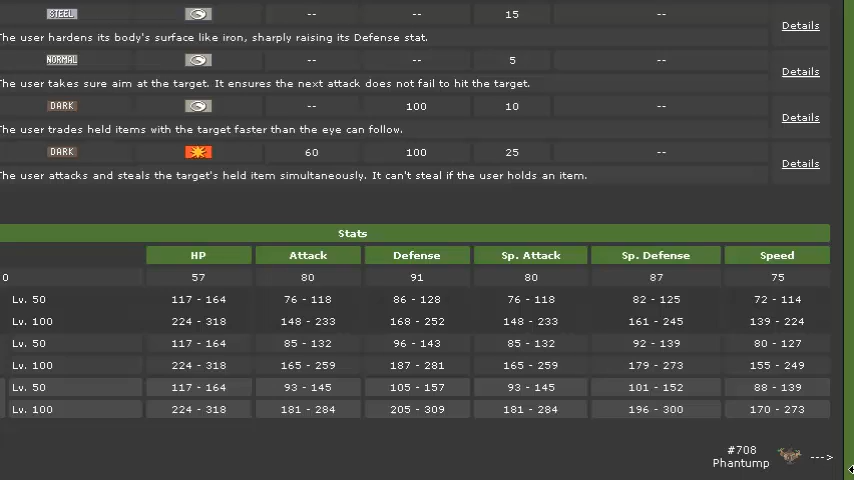 STEEL -- -- 15 -- Details
The user hardens its body's surface like iron, sharply raising its Defense stat.
NORMAL -- -- 5 -- Details
The user takes sure aim at the target. It ensures the next attack does not fail to hit the target.
DARK -- 100 10 -- Details
The user trades held items with the target faster than the eye can follow.
DARK 60 100 25 -- Details
The user attacks and steals the target's held item simultaneously. It can't steal if the user holds an item.
Stats
HP Attack Defense Sp. Attack Sp. Defense Speed
0 57 80 91 80 87 75
Lv. 50 117 - 164 76 - 118 86 - 128 76 - 118 82 - 125 72 - 114
Lv. 100 224 - 318 148 - 233 168 - 252 148 - 233 161 - 245 139 - 224
Lv. 50 117 - 164 85 - 132 96 - 143 85 - 132 92 - 139 80 - 127
Lv. 100 224 - 318 165 - 259 187 - 281 165 - 259 179 - 273 155 - 249
Lv. 50 117 - 164 93 - 145 105 - 157 93 - 145 101 - 152 88 - 139
Lv. 100 224 - 318 181 - 284 205 - 309 181 - 284 196 - 300 170 - 273
#708
Phantump --->